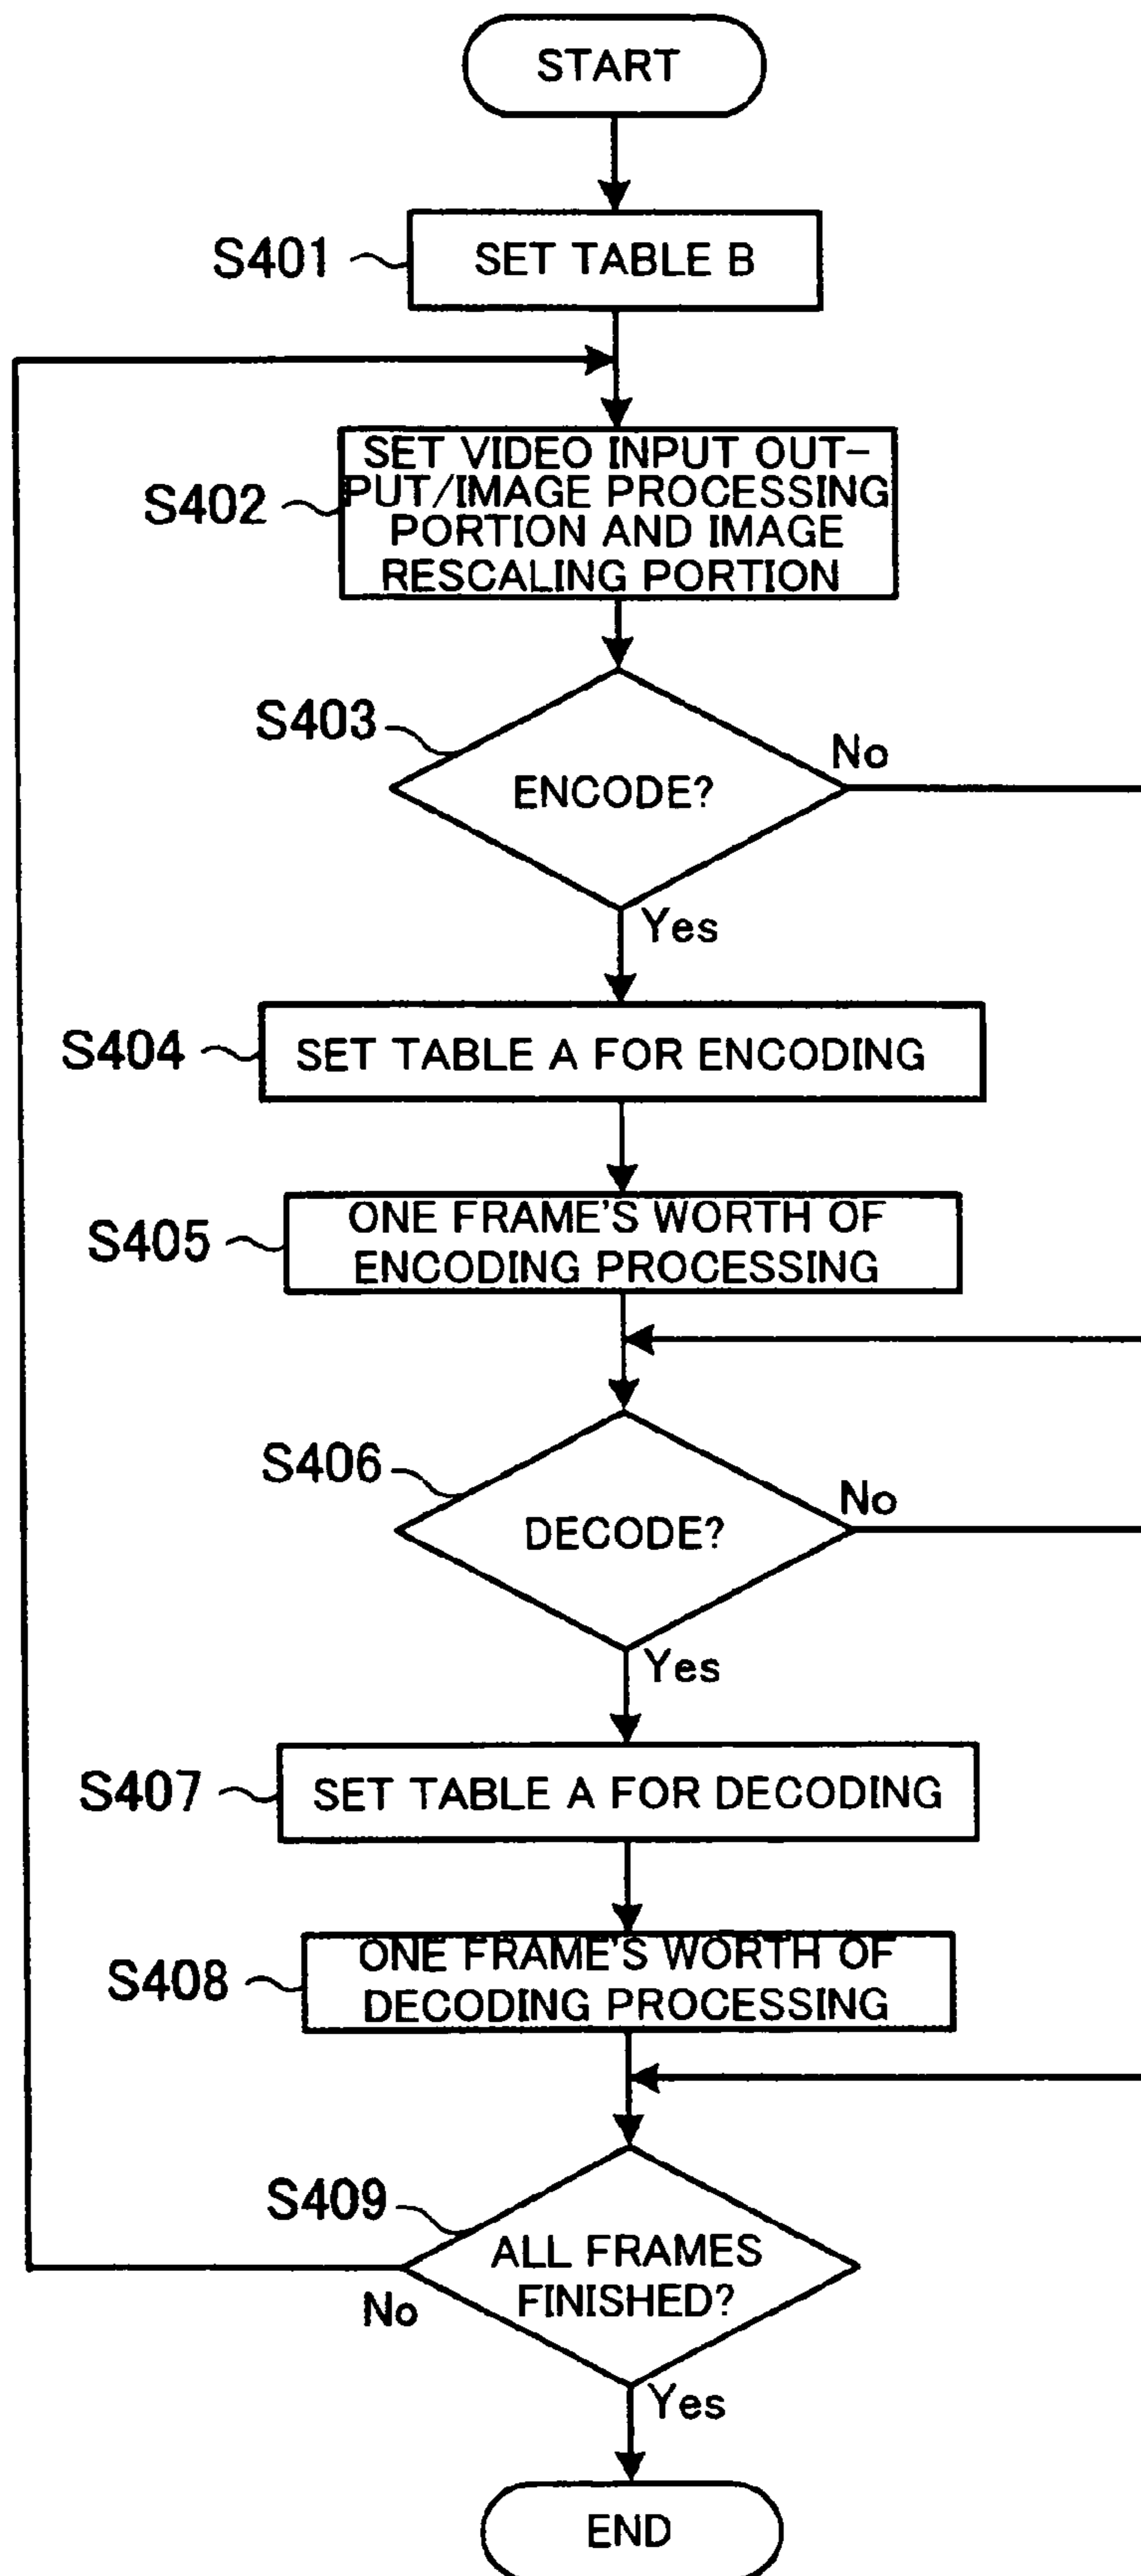 START
S401
SET TABLE B
S402
SET VIDEO INPUT OUT-
PUT/IMAGE PROCESSING
PORTION AND IMAGE
RESCALING PORTION
S403
ENCODE?
No
Yes
S404
SET TABLE A FOR ENCODING
S405
ONE FRAME'S WORTH OF
ENCODING PROCESSING
S406
DECODE?
No
Yes
S407
SET TABLE A FOR DECODING
S408
ONE FRAME'S WORTH OF
DECODING PROCESSING
S409
ALL FRAMES
FINISHED?
No
Yes
END